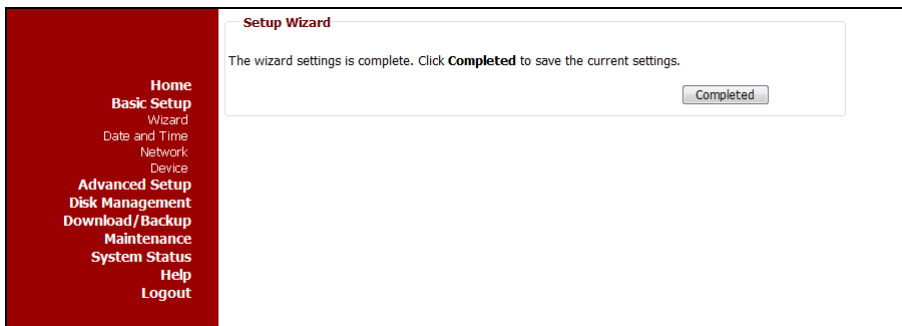 Setup Wizard
The wizard settings is complete. Click Completed to save the current settings.
Completed
Home
Basic Setup
Wizard
Date and Time
Network
Device
Advanced Setup
Disk Management
Download/Backup
Maintenance
System Status
Help
Logout